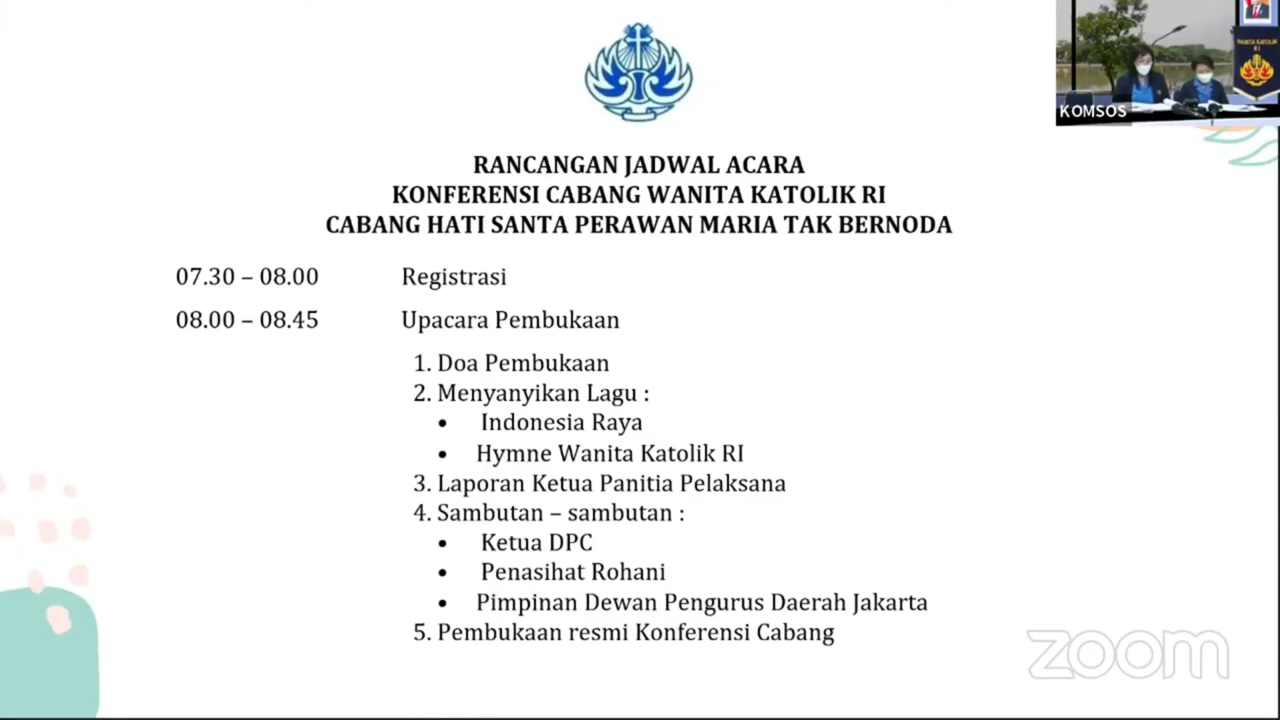 KOMSOS
WANITA KATOLIK
RI
RANCANGAN JADWAL ACARA
KONFERENSI CABANG WANITA KATOLIK RI
CABANG HATI SANTA PERAWAN MARIA TAK BERNODA
07.30 – 08.00 Registrasi
08.00 – 08.45 Upacara Pembukaan
1. Doa Pembukaan
2. Menyanyikan Lagu :
• Indonesia Raya
• Hymne Wanita Katolik RI
3. Laporan Ketua Panitia Pelaksana
4. Sambutan – sambutan :
• Ketua DPC
• Penasihat Rohani
• Pimpinan Dewan Pengurus Daerah Jakarta
5. Pembukaan resmi Konferensi Cabang
zoom